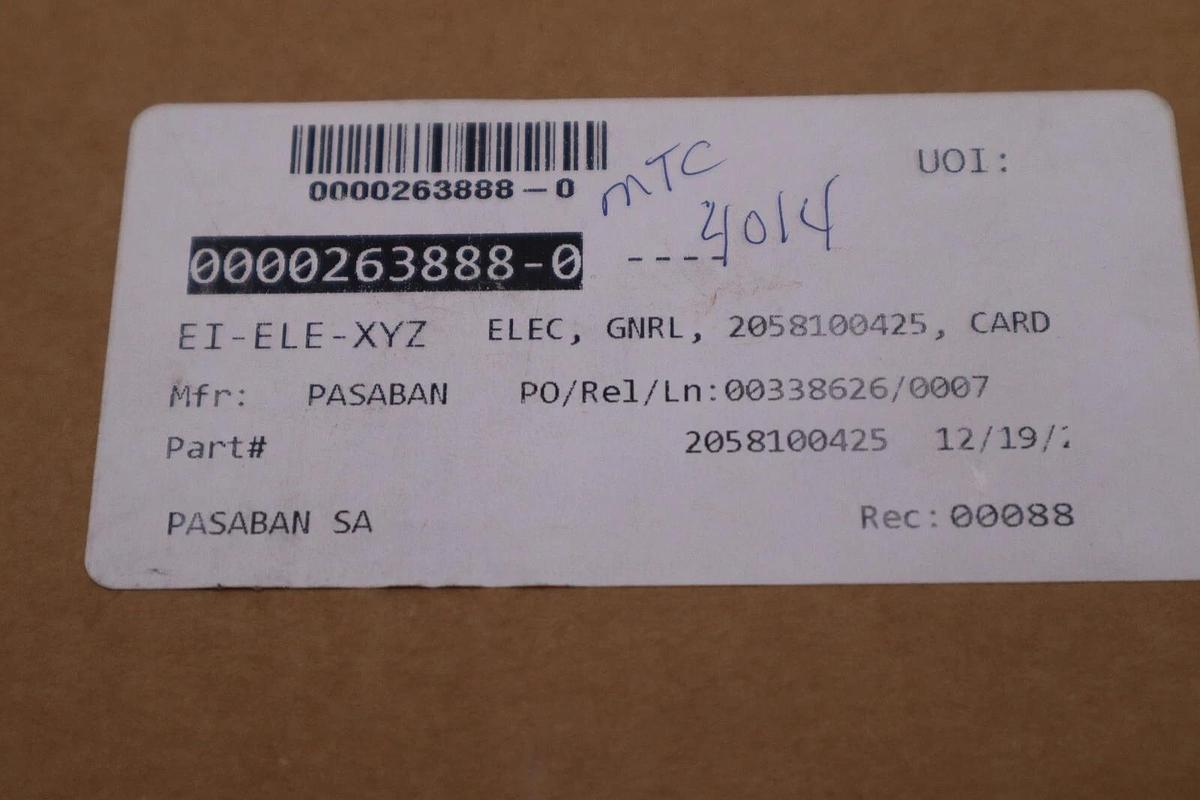 0000263888-0
MTC
UOI:
4014
0000263888-0 ----
EI-ELE-XYZ ELEC, GNRL, 2058100425, CARD
Mfr: PASABAN PO/Rel/Ln:00338626/0007
Part# 2058100425 12/19/
PASABAN SA Rec:00088